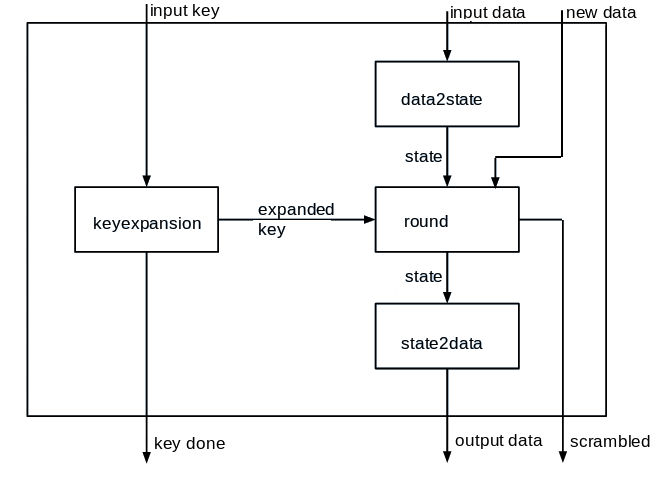 input key
input data
new data
data2state
state
keyexpansion
expanded
key
round
state
state2data
key done
output data
scrambled